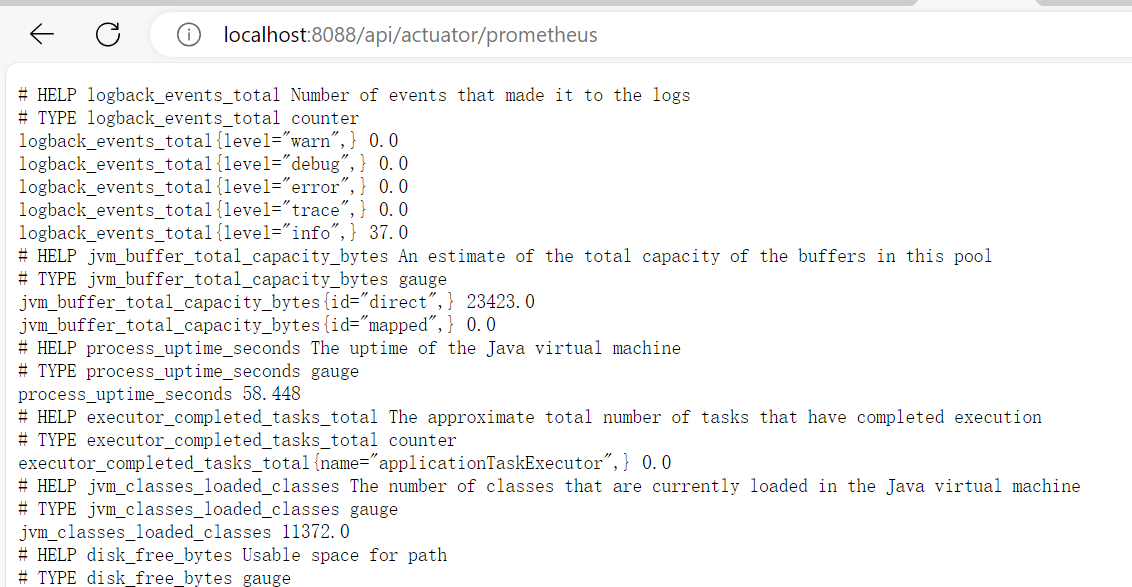 localhost:8088/api/actuator/prometheus
# HELP logback_events_total Number of events that made it to the logs
# TYPE logback_events_total counter
logback_events_total{level="warn",} 0.0
logback_events_total{level="debug",} 0.0
logback_events_total{level="error",} 0.0
logback_events_total{level="trace",} 0.0
logback_events_total{level="info",} 37.0
# HELP jvm_buffer_total_capacity_bytes An estimate of the total capacity of the buffers in this pool
# TYPE jvm_buffer_total_capacity_bytes gauge
jvm_buffer_total_capacity_bytes{id="direct",} 23423.0
jvm_buffer_total_capacity_bytes{id="mapped",} 0.0
# HELP process_uptime_seconds The uptime of the Java virtual machine
# TYPE process_uptime_seconds gauge
process_uptime_seconds 58.448
# HELP executor_completed_tasks_total The approximate total number of tasks that have completed execution
# TYPE executor_completed_tasks_total counter
executor_completed_tasks_total{name="applicationTaskExecutor",} 0.0
# HELP jvm_classes_loaded_classes The number of classes that are currently loaded in the Java virtual machine
# TYPE jvm_classes_loaded_classes gauge
jvm_classes_loaded_classes 11372.0
# HELP disk_free_bytes Usable space for path
# TYPE disk_free_bytes gauge